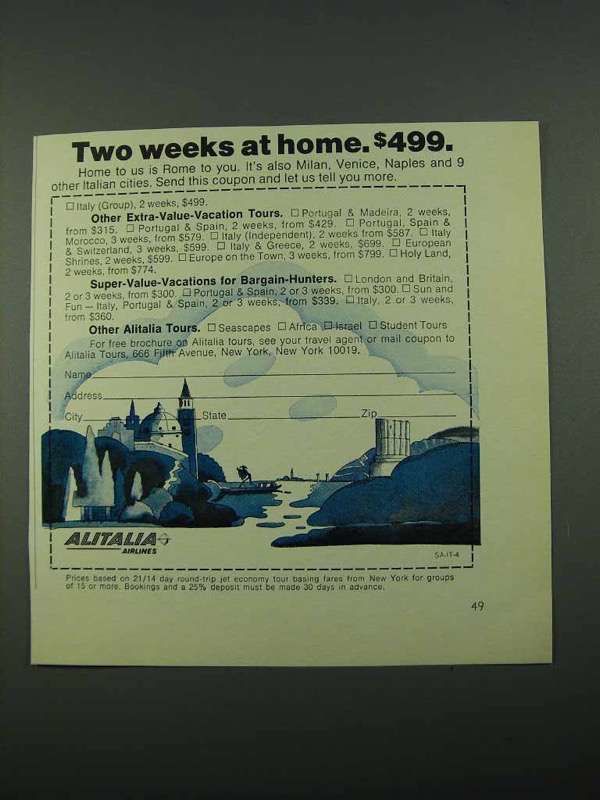 Two weeks at home. $499.
Home to us is Rome to you. It's also Milan, Venice, Naples and 9
other Italian cities. Send this coupon and let us tell you more.
☐ Italy (Group), 2 weeks, $499.
Other Extra-Value-Vacation Tours. ☐ Portugal & Madeira, 2 weeks,
from $315. ☐ Portugal & Spain, 2 weeks, from $429. ☐ Portugal, Spain &
Morocco, 3 weeks, from $579. ☐ Italy (Independent), 2 weeks from $587. ☐ Italy
& Switzerland, 3 weeks, $599. ☐ Italy & Greece, 2 weeks, $699. ☐ European
Shrines, 2 weeks, $599. ☐ Europe on the Town, 3 weeks, from $799. ☐ Holy Land,
2 weeks, from $774.
Super-Value-Vacations for Bargain-Hunters. ☐ London and Britain,
2 or 3 weeks, from $300. ☐ Portugal & Spain, 2 or 3 weeks, from $300. ☐ Sun and
Fun — Italy, Portugal & Spain, 2 or 3 weeks, from $339. ☐ Italy, 2 or 3 weeks,
from $360.
Other Alitalia Tours. ☐ Seascapes ☐ Africa ☐ Israel ☐ Student Tours
For free brochure on Alitalia tours, see your travel agent or mail coupon to
Alitalia Tours, 666 Fifth Avenue, New York, New York 10019.
Name
Address
City State Zip
ALITALIA
AIRLINES
SA-IT-4
Prices based on 21/14 day round-trip jet economy tour basing fares from New York for groups
of 15 or more. Bookings and a 25% deposit must be made 30 days in advance.
49